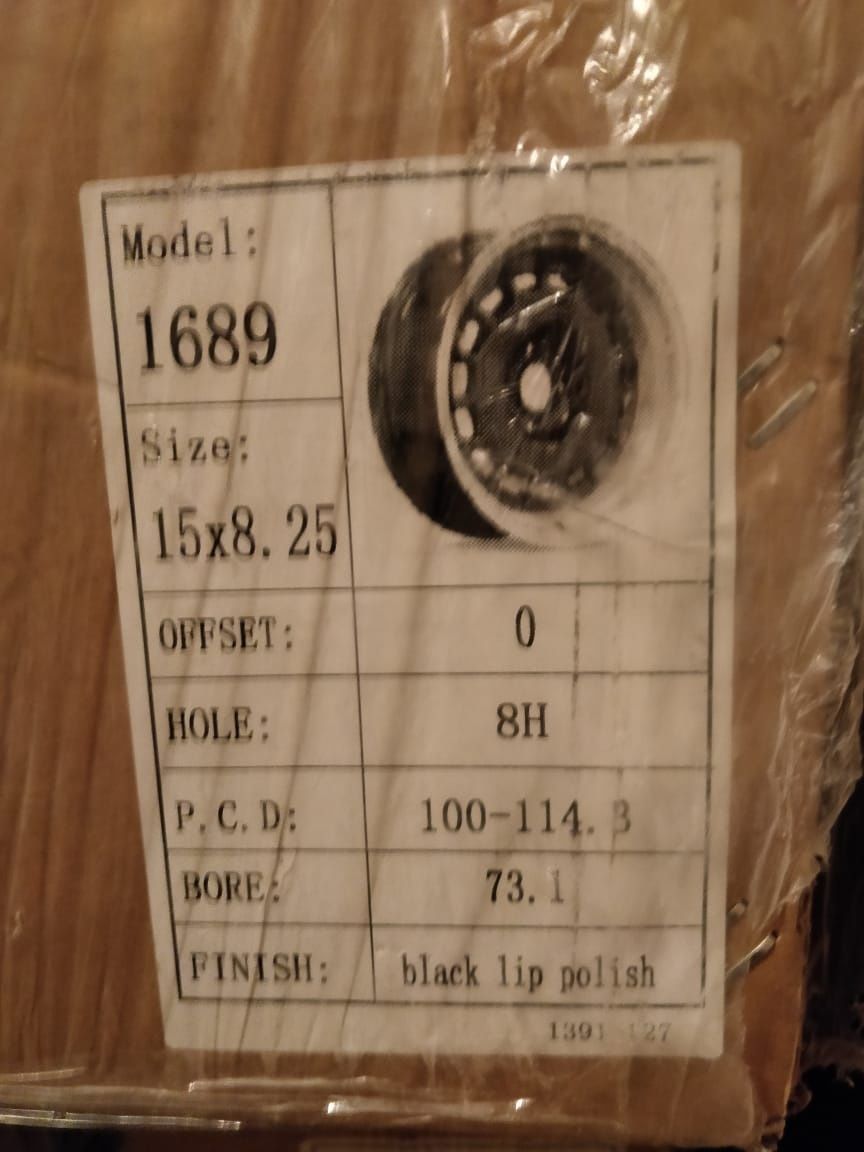 Model:
1689
Size:
15x8.25
OFFSET: 0
HOLE: 8H
P.C.D: 100-114.3
BORE: 73.1
FINISH: black lip polish